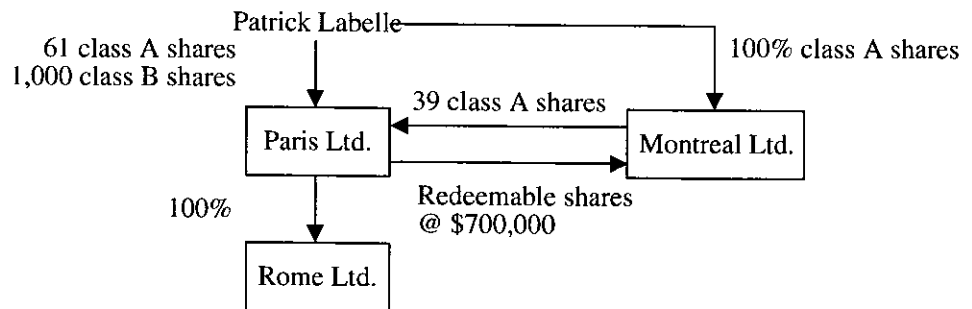 Patrick Labelle
61 class A shares
1,000 class B shares
100% class A shares
39 class A shares
Paris Ltd.
Montreal Ltd.
Redeemable shares
@ $700,000
100%
Rome Ltd.